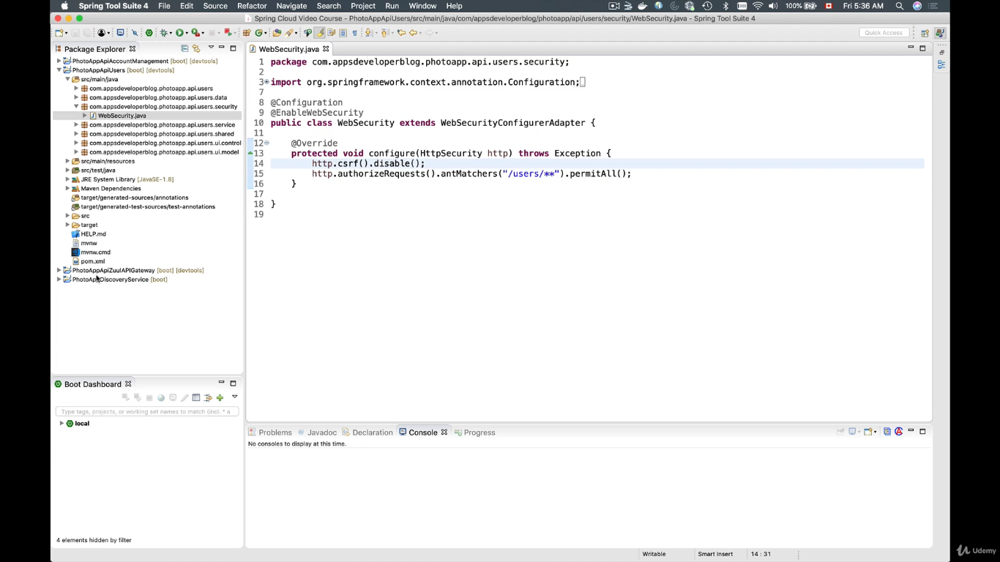 Spring Tool Suite 4 File Edit Source Refactor Navigate Search Project Run Window Help 100% Fri 5:36 AM
Spring Cloud Video Course - PhotoAppApiUsers/src/main/java/com/appsdeveloperblog/photoapp/api/users/security/WebSecurity.java - Spring Tool Suite 4
Quick Access
Package Explorer
PhotoAppApiAccountManagement [boot] [devtools]
PhotoAppApiUsers [boot] [devtools]
src/main/java
com.appsdeveloperblog.photoapp.api.users
com.appsdeveloperblog.photoapp.api.users.data
com.appsdeveloperblog.photoapp.api.users.security
WebSecurity.java
com.appsdeveloperblog.photoapp.api.users.service
com.appsdeveloperblog.photoapp.api.users.shared
com.appsdeveloperblog.photoapp.api.users.ui.control
com.appsdeveloperblog.photoapp.api.users.ui.model
src/main/resources
src/test/java
JRE System Library [JavaSE-1.8]
Maven Dependencies
target/generated-sources/annotations
target/generated-test-sources/test-annotations
src
target
HELP.md
mvnw
mvnw.cmd
pom.xml
PhotoAppApiZuulAPIGateway [boot] [devtools]
PhotoAppDiscoveryService [boot]
Boot Dashboard
Type tags, projects, or working set names to match (incl. * a
local
4 elements hidden by filter
WebSecurity.java
1 package com.appsdeveloperblog.photoapp.api.users.security;
2
3 import org.springframework.context.annotation.Configuration;
7
8 @Configuration
9 @EnableWebSecurity
10 public class WebSecurity extends WebSecurityConfigurerAdapter {
11
12 @Override
13 protected void configure(HttpSecurity http) throws Exception {
14 http.csrf().disable();
15 http.authorizeRequests().antMatchers("/users/**").permitAll();
16 }
17
18 }
19
Problems Javadoc Declaration Console Progress
No consoles to display at this time.
Writable Smart Insert 14 : 31
Udemy